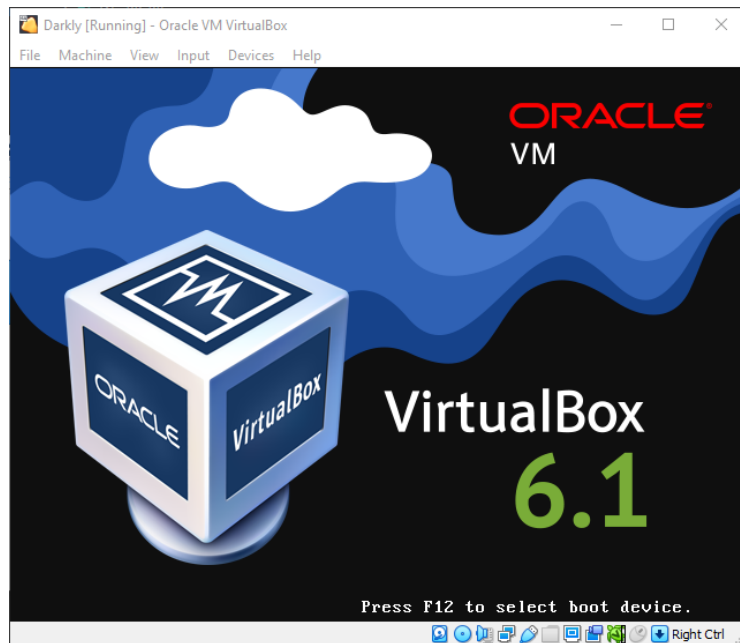 Darkly [Running] - Oracle VM VirtualBox
File Machine View Input Devices Help
ORACLE®
VM
ORACLE
VirtualBox
VirtualBox
6.1
Press F12 to select boot device.
Right Ctrl